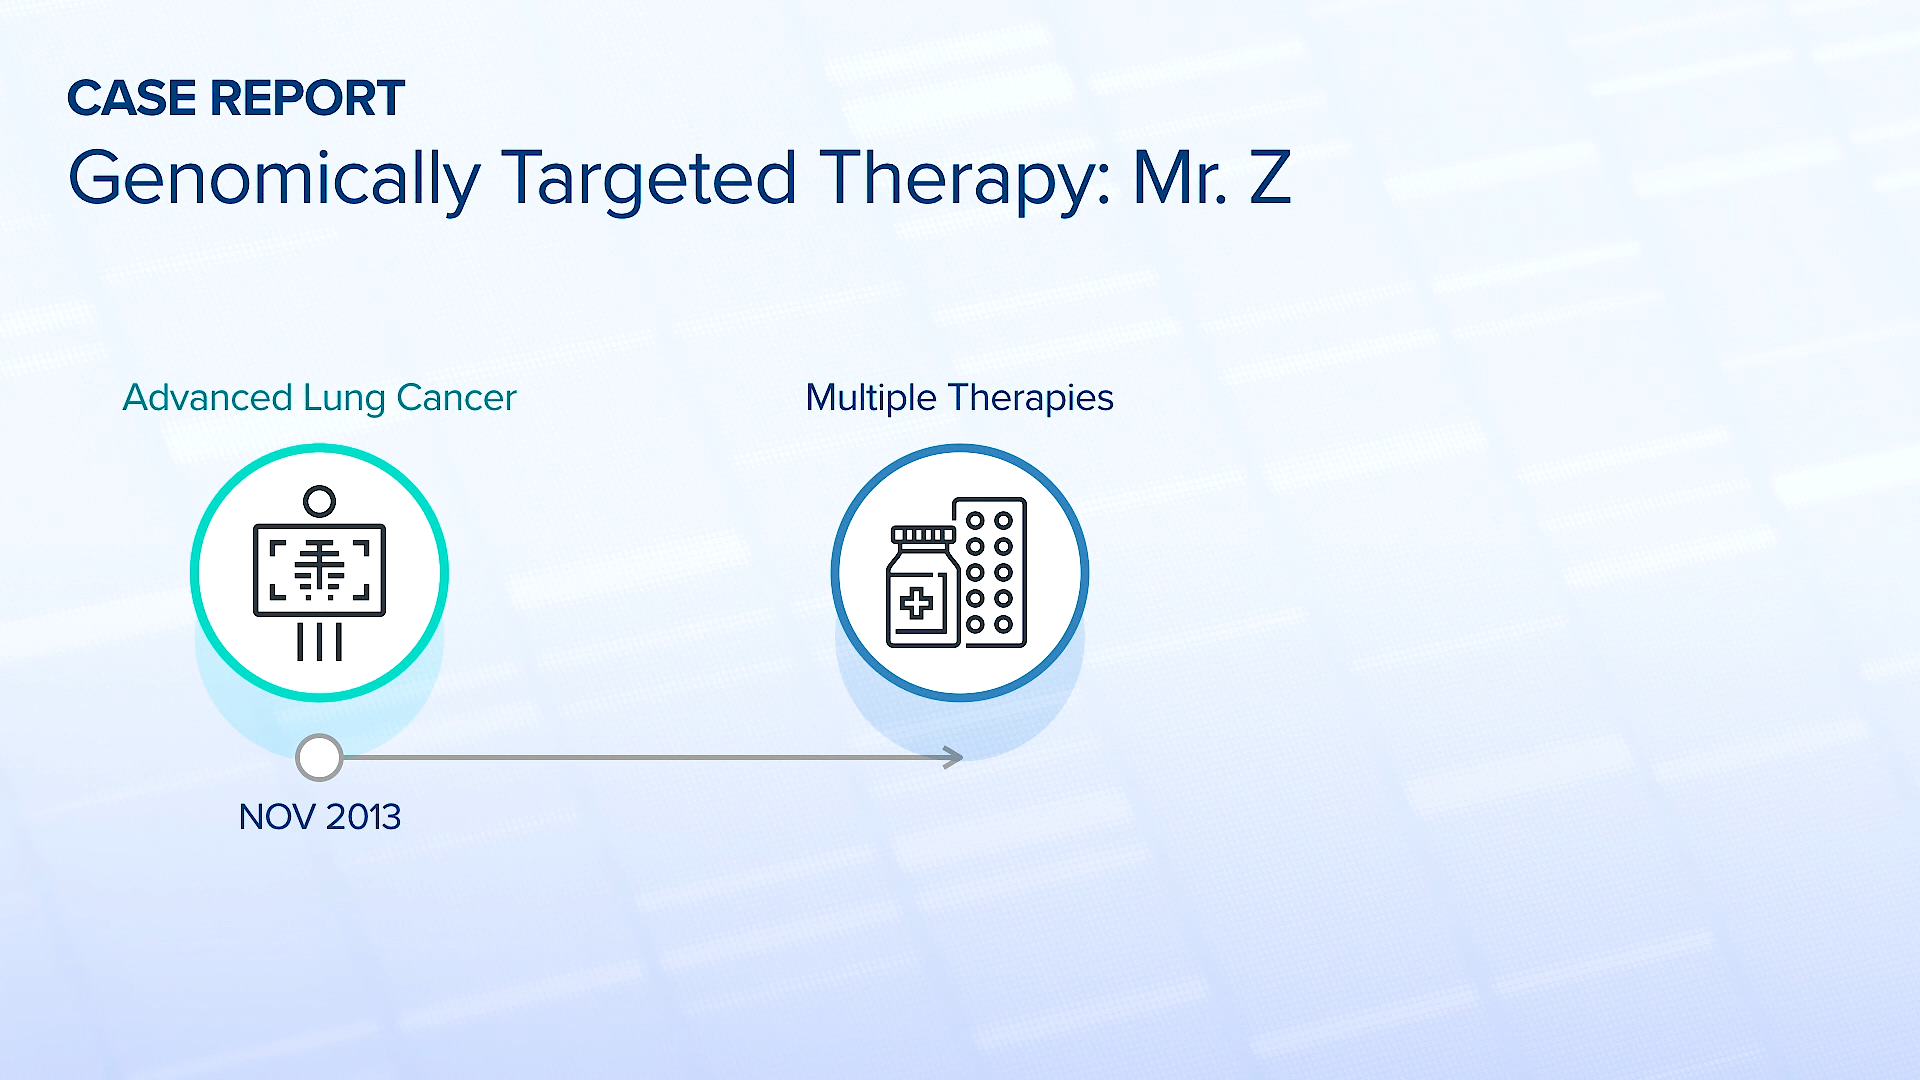 CASE REPORT
Genomically Targeted Therapy: Mr. Z
Advanced Lung Cancer
Multiple Therapies
NOV 2013